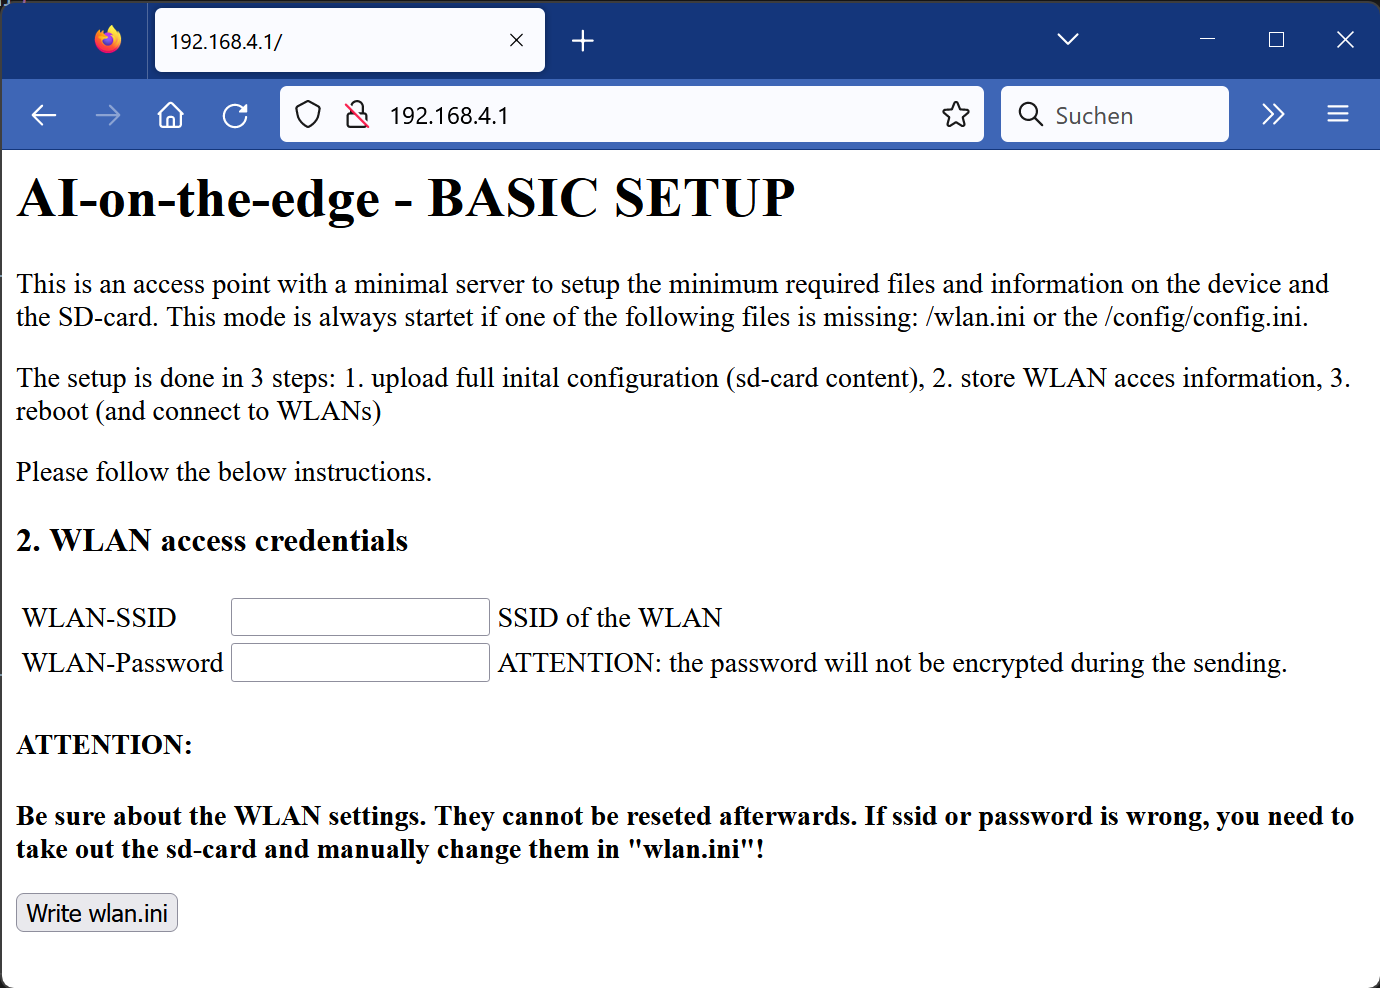 192.168.4.1/
192.168.4.1
Suchen
AI-on-the-edge - BASIC SETUP
This is an access point with a minimal server to setup the minimum required files and information on the device and
the SD-card. This mode is always startet if one of the following files is missing: /wlan.ini or the /config/config.ini.
The setup is done in 3 steps: 1. upload full inital configuration (sd-card content), 2. store WLAN acces information, 3.
reboot (and connect to WLANs)
Please follow the below instructions.
2. WLAN access credentials
WLAN-SSID SSID of the WLAN
WLAN-Password ATTENTION: the password will not be encrypted during the sending.
ATTENTION:
Be sure about the WLAN settings. They cannot be reseted afterwards. If ssid or password is wrong, you need to
take out the sd-card and manually change them in "wlan.ini"!
Write wlan.ini